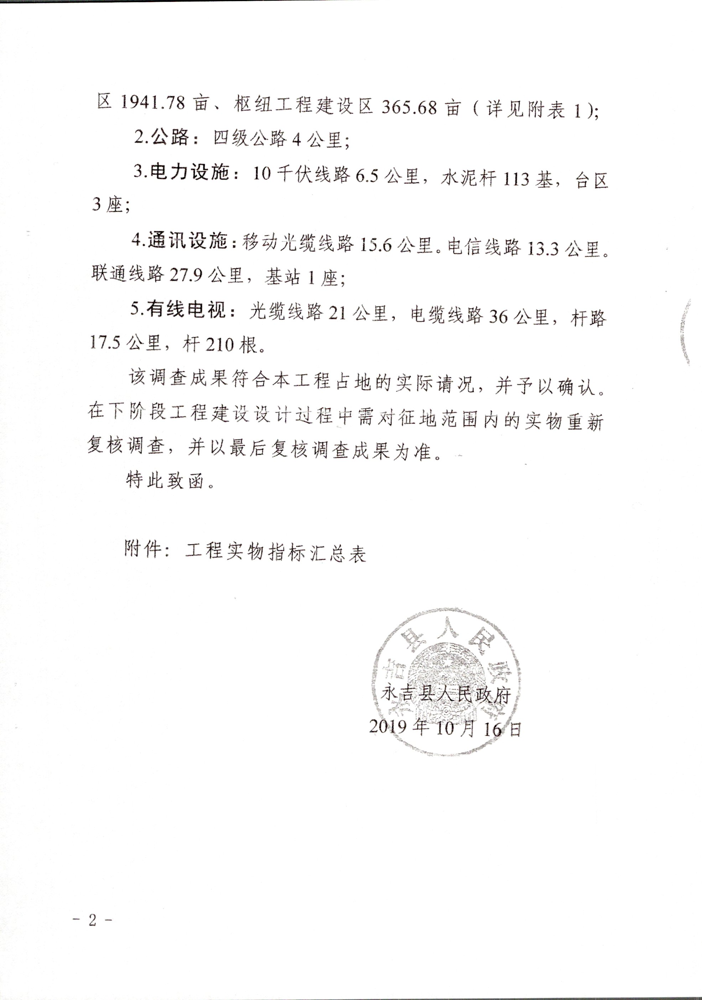 区 1941.78 亩、枢纽工程建设区 365.68 亩（详见附表 1）；
2.公路：四级公路 4 公里；
3.电力设施：10 千伏线路 6.5 公里，水泥杆 113 基，台区
3 座；
4.通讯设施：移动光缆线路 15.6 公里。电信线路 13.3 公里。
联通线路 27.9 公里，基站 1 座；
5.有线电视：光缆线路 21 公里，电缆线路 36 公里，杆路
17.5 公里，杆 210 根。
该调查成果符合本工程占地的实际请况，并予以确认。
在下阶段工程建设设计过程中需对征地范围内的实物重新
复核调查，并以最后复核调查成果为准。
特此致函。
附件：工程实物指标汇总表
永吉县人民政府
永吉县人民政府
2019 年 10 月 16 日
- 2 -